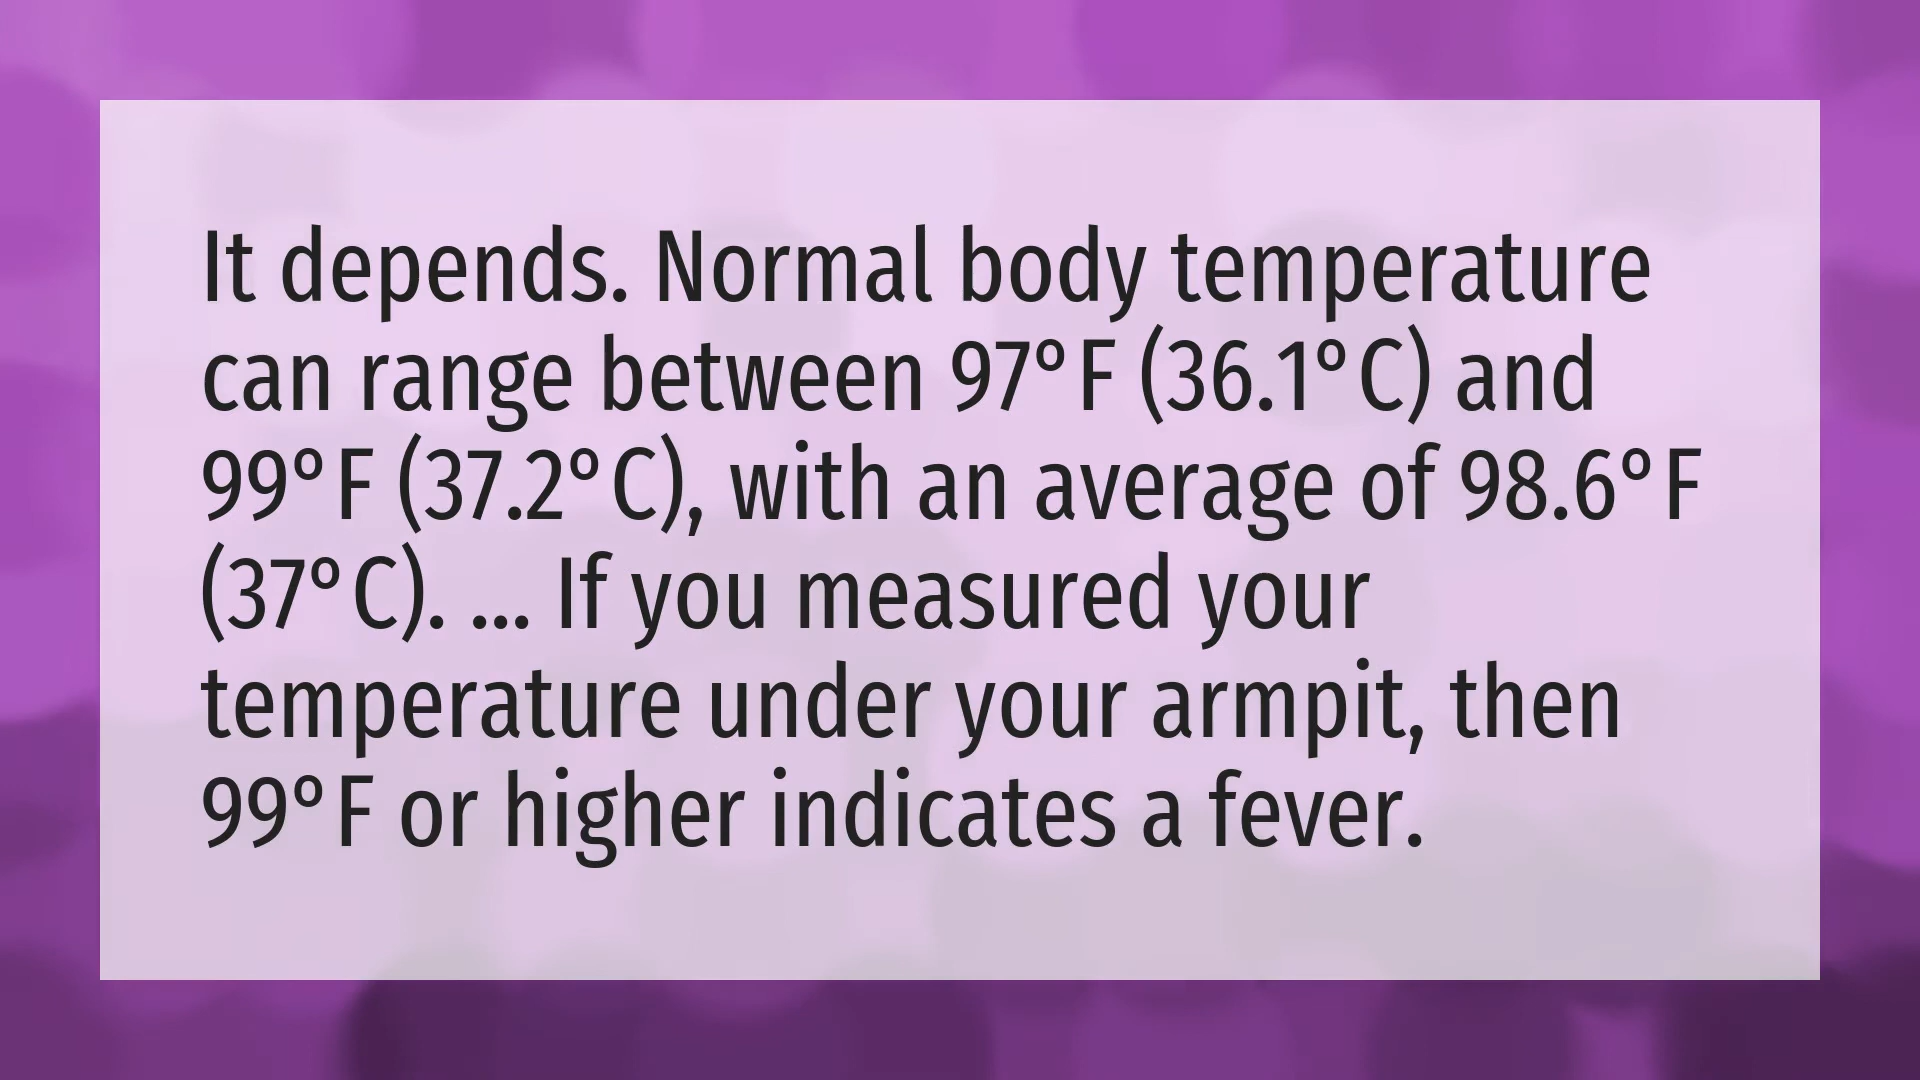 It depends. Normal body temperature
can range between 97°F (36.1°C) and
99°F (37.2°C), with an average of 98.6°F
(37°C). ... If you measured your
temperature under your armpit, then
99°F or higher indicates a fever.